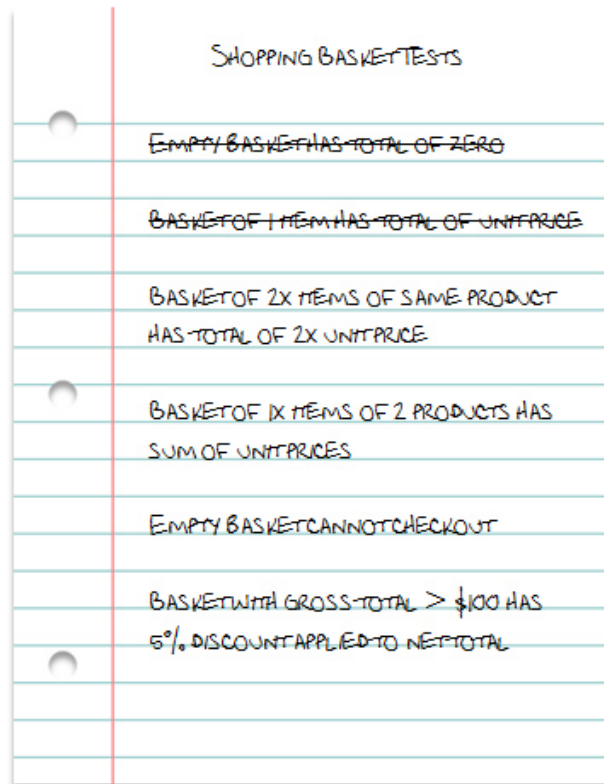 SHOPPING BASKET TESTS
EMPTY BASKET HAS TOTAL OF ZERO
BASKET OF 1 ITEM HAS TOTAL OF UNIT PRICE
BASKET OF 2X ITEMS OF SAME PRODUCT
HAS TOTAL OF 2X UNIT PRICE
BASKET OF 1X ITEMS OF 2 PRODUCTS HAS
SUM OF UNIT PRICES
EMPTY BASKET CANNOT CHECKOUT
BASKET WITH GROSS TOTAL > $100 HAS
5% DISCOUNT APPLIED TO NET TOTAL